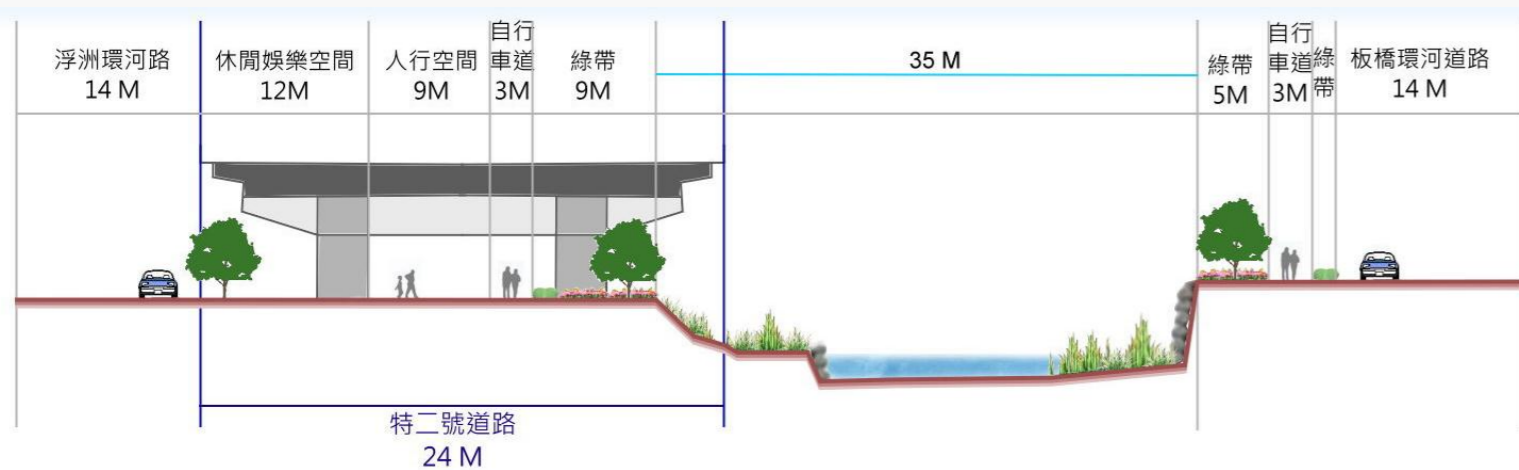 浮洲環河路
14 M
休閒娛樂空間
12M
人行空間
9M
自行
車道
3M
綠帶
9M
35 M
綠帶
5M
自行
車道
3M
綠
帶
板橋環河道路
14 M
特二號道路
24 M